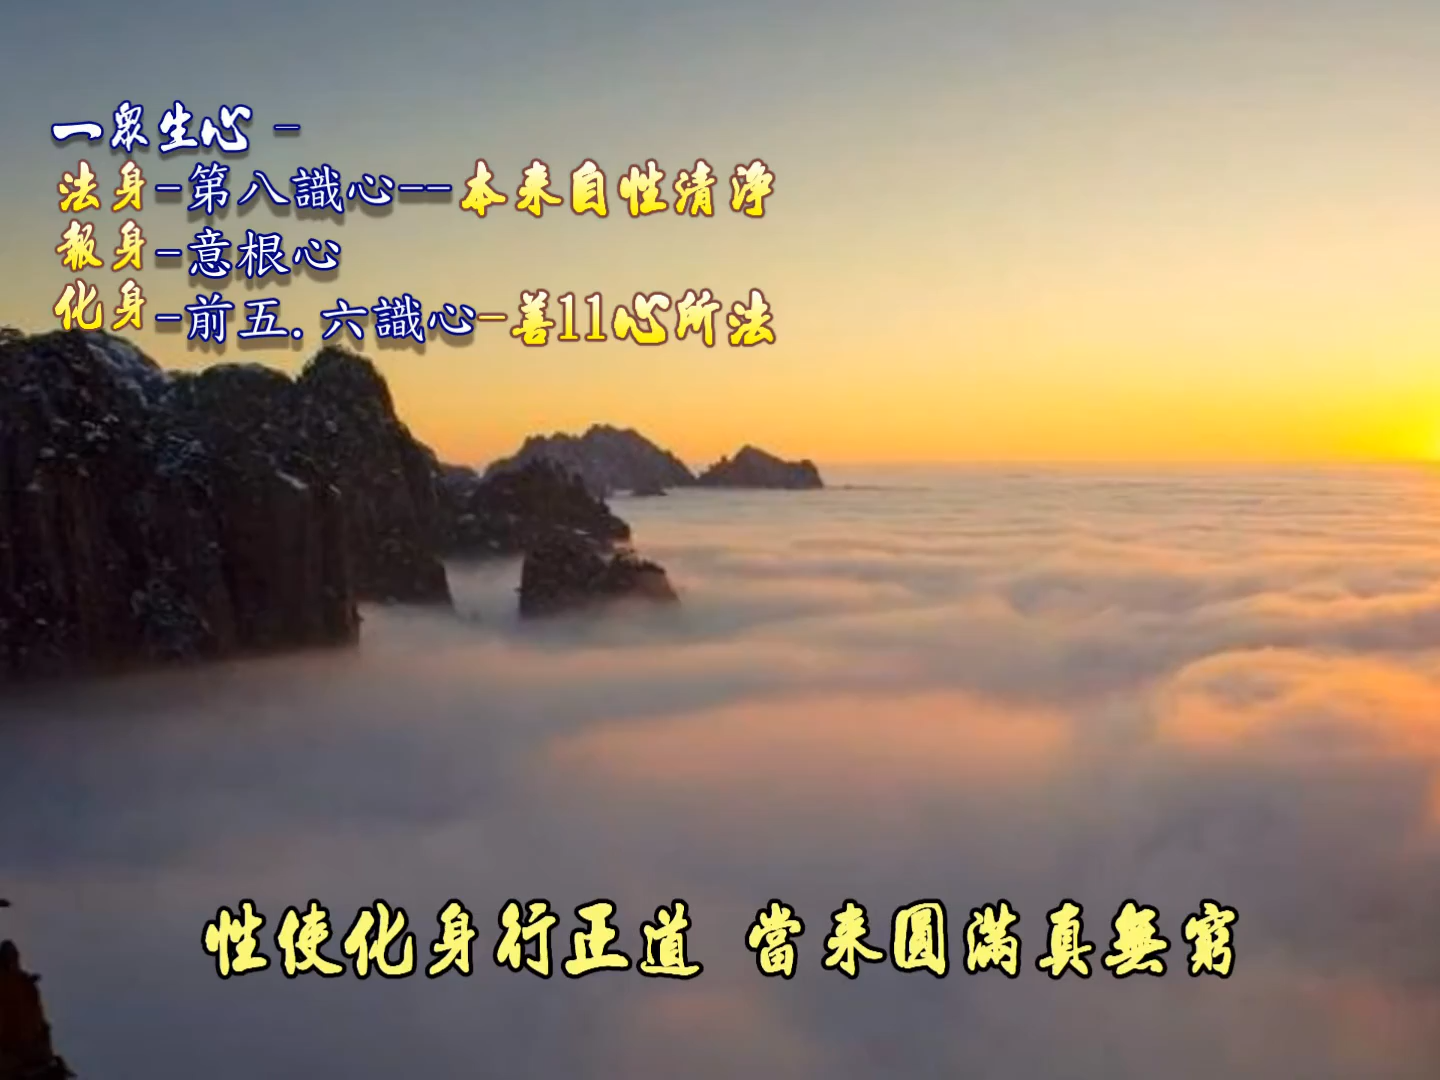 一眾生心 -
法身-第八識心--本来自性清淨
報身-意根心
化身-前五.六識心-善11心所法
性使化身行正道 當来圓滿真無窮